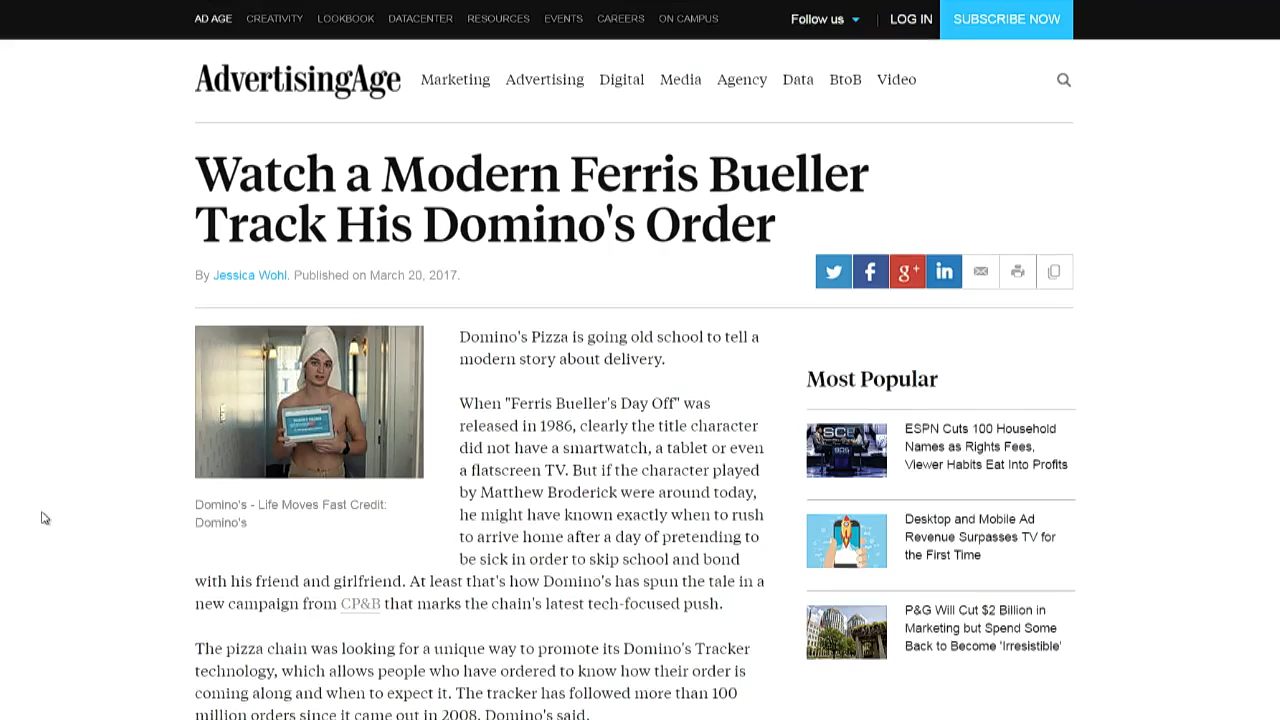 AD AGE CREATIVITY LOOKBOOK DATACENTER RESOURCES EVENTS CAREERS ON CAMPUS Follow us LOG IN SUBSCRIBE NOW
AdvertisingAge Marketing Advertising Digital Media Agency Data BtoB Video
Watch a Modern Ferris Bueller
Track His Domino's Order
By Jessica Wohl. Published on March 20, 2017.
Domino's - Life Moves Fast Credit:
Domino's
Domino's Pizza is going old school to tell a
modern story about delivery.
When "Ferris Bueller's Day Off" was
released in 1986, clearly the title character
did not have a smartwatch, a tablet or even
a flatscreen TV. But if the character played
by Matthew Broderick were around today,
he might have known exactly when to rush
to arrive home after a day of pretending to
be sick in order to skip school and bond
with his friend and girlfriend. At least that's how Domino's has spun the tale in a
new campaign from CP&B that marks the chain's latest tech-focused push.
The pizza chain was looking for a unique way to promote its Domino's Tracker
technology, which allows people who have ordered to know how their order is
coming along and when to expect it. The tracker has followed more than 100
million orders since it came out in 2008, Domino's said.
Most Popular
ESPN Cuts 100 Household
Names as Rights Fees,
Viewer Habits Eat Into Profits
Desktop and Mobile Ad
Revenue Surpasses TV for
the First Time
P&G Will Cut $2 Billion in
Marketing but Spend Some
Back to Become 'Irresistible'